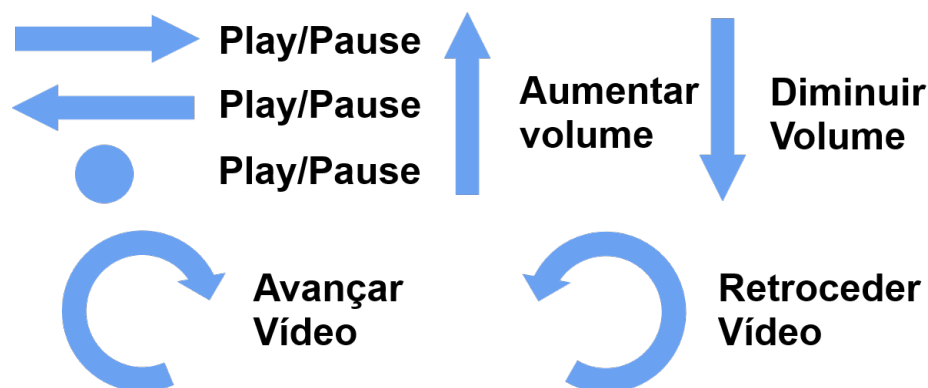 Play/Pause
Play/Pause
Play/Pause
Aumentar
volume
Diminuir
Volume
Avançar
Vídeo
Retroceder
Vídeo